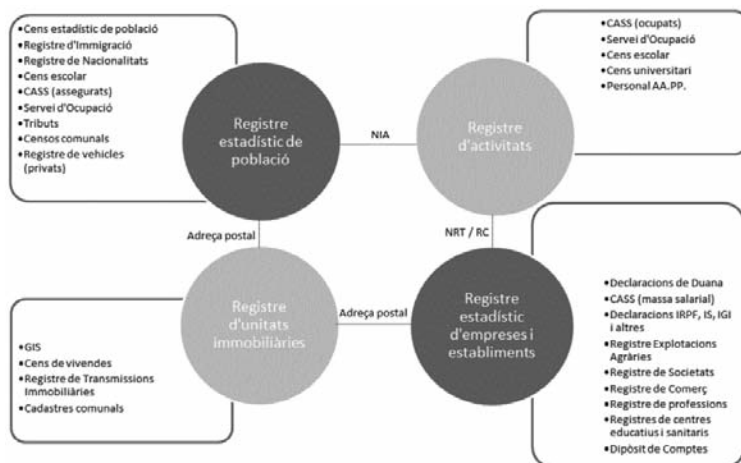 •Cens estadístic de població
•Registre d'Immigració
•Registre de Nacionalitats
•Cens escolar
•CASS (assegurats)
•Servei d'Ocupació
•Tributs
•Censos comunals
•Registre de vehicles
(privats)
Registre
estadístic de
població
NIA
Registre
d'activitats
•CASS (ocupats)
•Servei d'Ocupació
•Cens escolar
•Cens universitari
•Personal AA.PP.
Adreça postal
NRT / RC
•GIS
•Cens de vivendes
•Registre de Transmissions
Immobiliàries
•Cadastres comunals
Registre
d'unitats
immobiliàries
Adreça postal
Registre
estadístic
d'empreses i
establiments
•Declaracions de Duana
•CASS (massa salarial)
•Declaracions IRPF, IS, IGI
i altres
•Registre Explotacions
Agràries
•Registre de Societats
•Registre de Comerç
•Registre de professions
•Registres de centres
educatius i sanitaris
•Dipòsit de Comptes